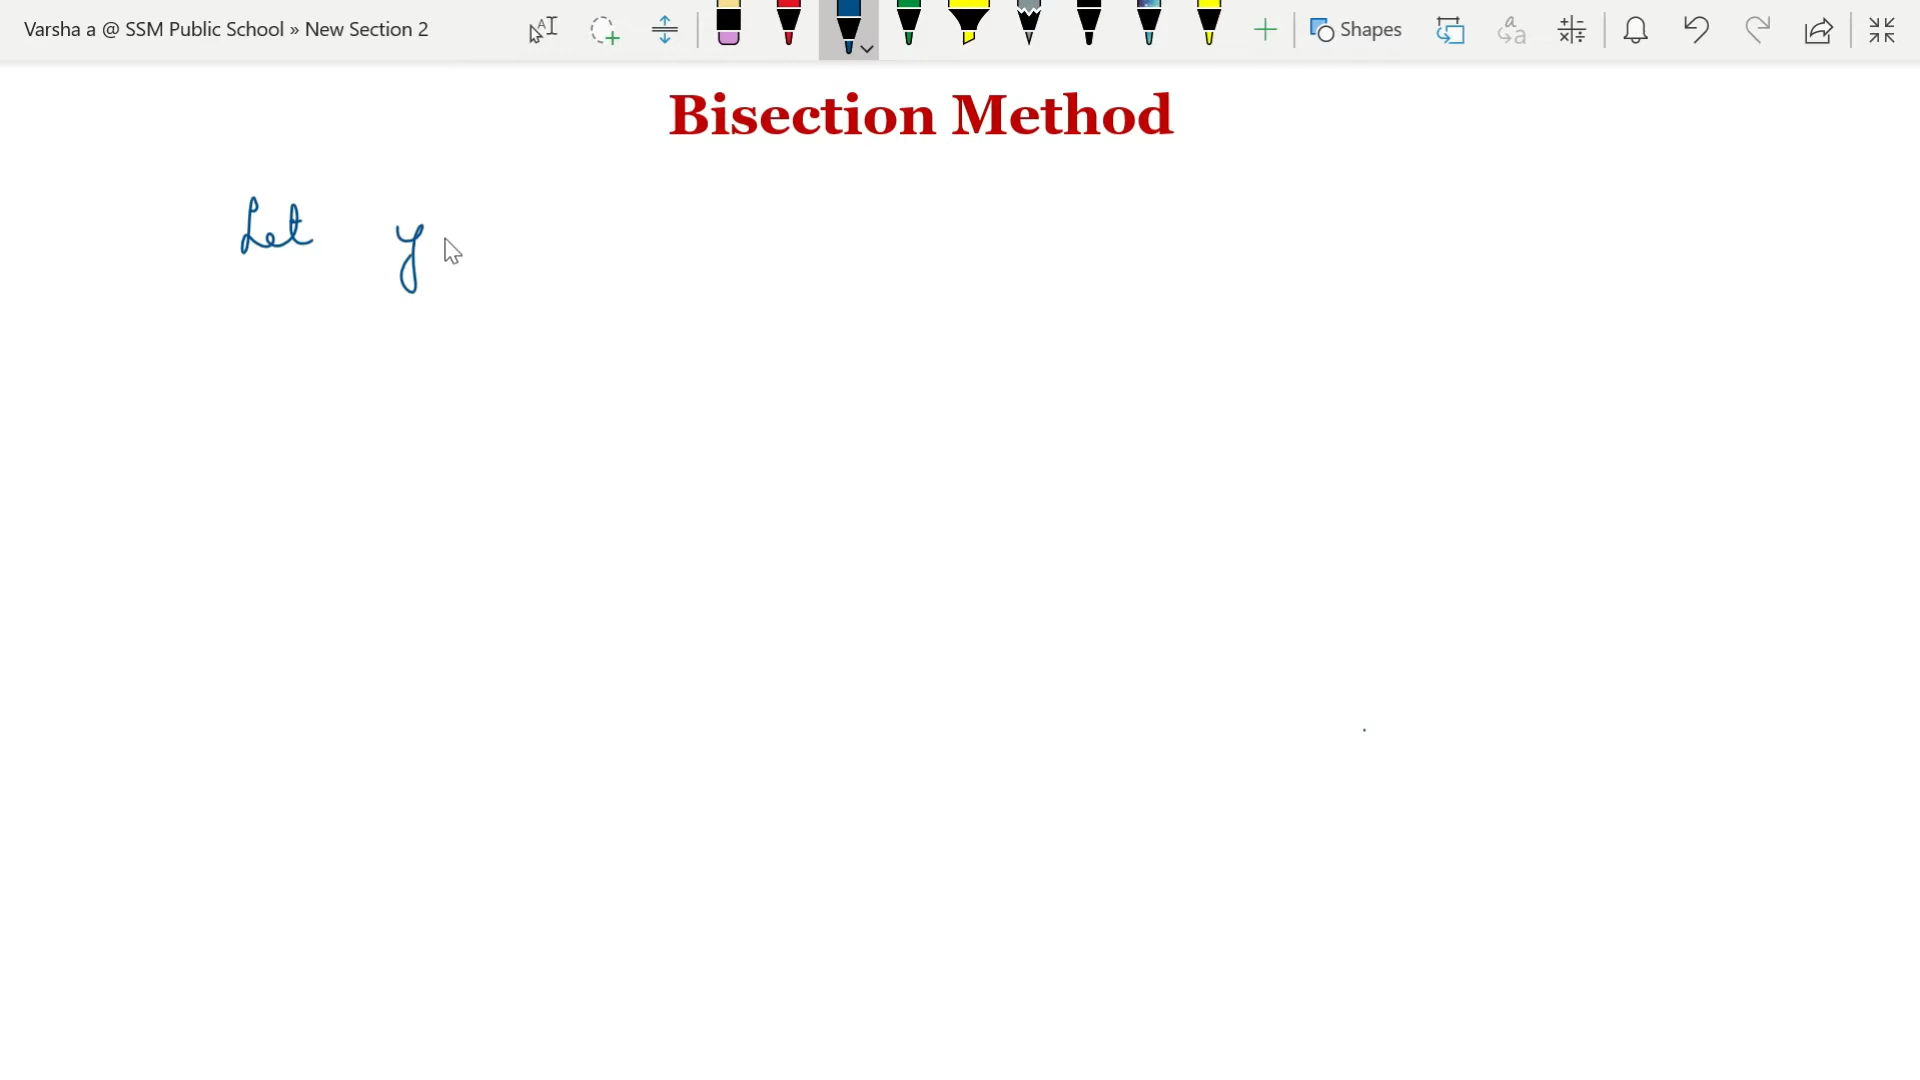 Varsha a @ SSM Public School » New Section 2 Shapes
Bisection Method
Let y